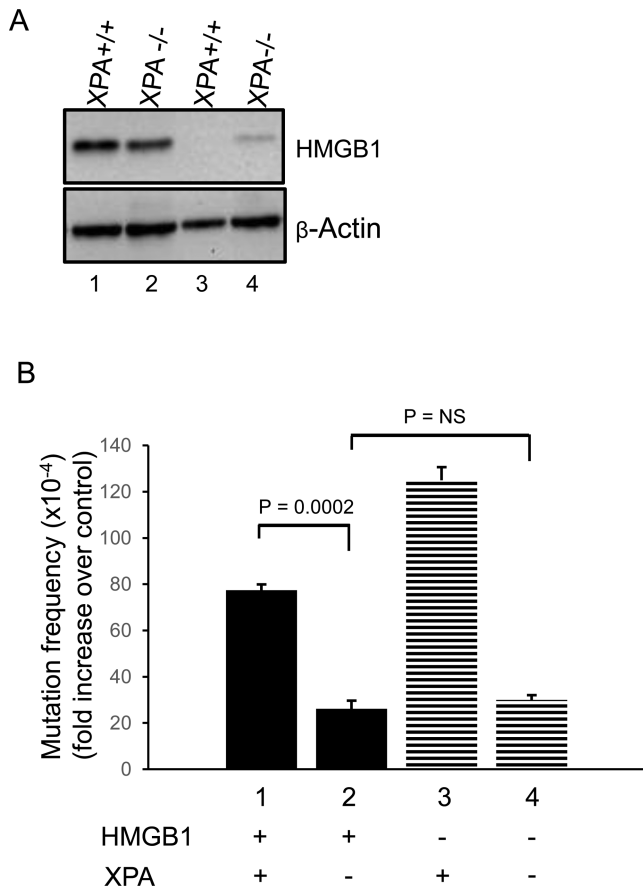 A
XPA+/+ XPA -/- XPA+/+ XPA-/-
HMGB1
β-Actin
1 2 3 4
B
P = NS
P = 0.0002
Mutation frequency (x10-4)
(fold increase over control)
140
120
100
80
60
40
20
0
1 2 3 4
HMGB1 + + - -
XPA + - + -